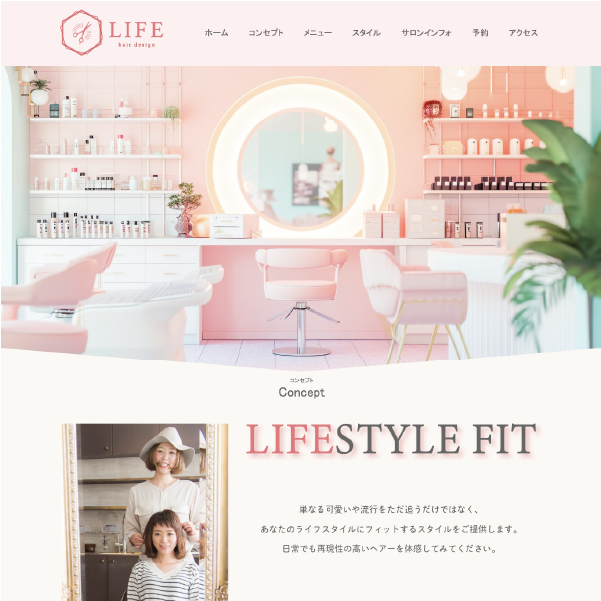 LIFE
hair design
ホーム
コンセプト
メニュー
スタイル
サロンインフォ
予約
アクセス
コンセプト
Concept
LIFESTYLE FIT
単なる可愛いや流行をただ追うだけではなく、
あなたのライフスタイルにフィットするスタイルをご提供します。
日常でも再現性の高いヘアーを体感してみてください。